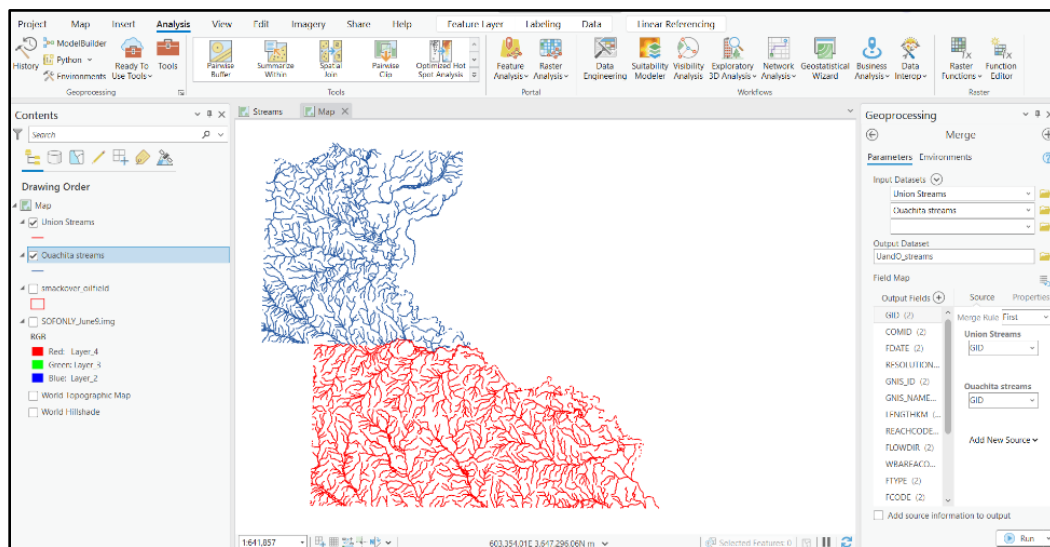 Project Map Insert Analysis View Edit Imagery Share Help Feature Layer Labeling Data Linear Referencing
History
ModelBuilder
Python
Environments
Ready To Use Tools
Tools
Geoprocessing
Pairwise Buffer
Summarize Within
Spatial Join
Pairwise Clip
Optimized Hot Spot Analysis
Tools
Feature Analysis
Raster Analysis
Portal
Data Engineering
Suitability Modeler
Visibility Analysis
Exploratory 3D Analysis
Network Analysis
Geostatistical Wizard
Business Analysis
Data Interop
Workflows
Raster Functions
Function Editor
Raster
Contents
Search
Drawing Order
Map
Union Streams
Ouachita streams
smackover_oilfield
SOFONLY_June9.img
RGB
Red: Layer_4
Green: Layer_3
Blue: Layer_2
World Topographic Map
World Hillshade
Streams Map
1:641,857
603,354.01E 3,647,296.06N m
Selected Features: 0
Geoprocessing
Merge
Parameters Environments
Input Datasets
Union Streams
Ouachita streams
Output Dataset
UandO_streams
Field Map
Output Fields
GID (2)
COMID (2)
FDATE (2)
RESOLUTION...
GNIS_ID (2)
GNIS_NAME...
LENGTHKM (...
REACHCODE...
FLOWDIR (2)
WBAREACO...
FTYPE (2)
FCODE (2)
Source Properties
Merge Rule First
Union Streams
GID
Ouachita streams
GID
Add New Source
Add source information to output
Run